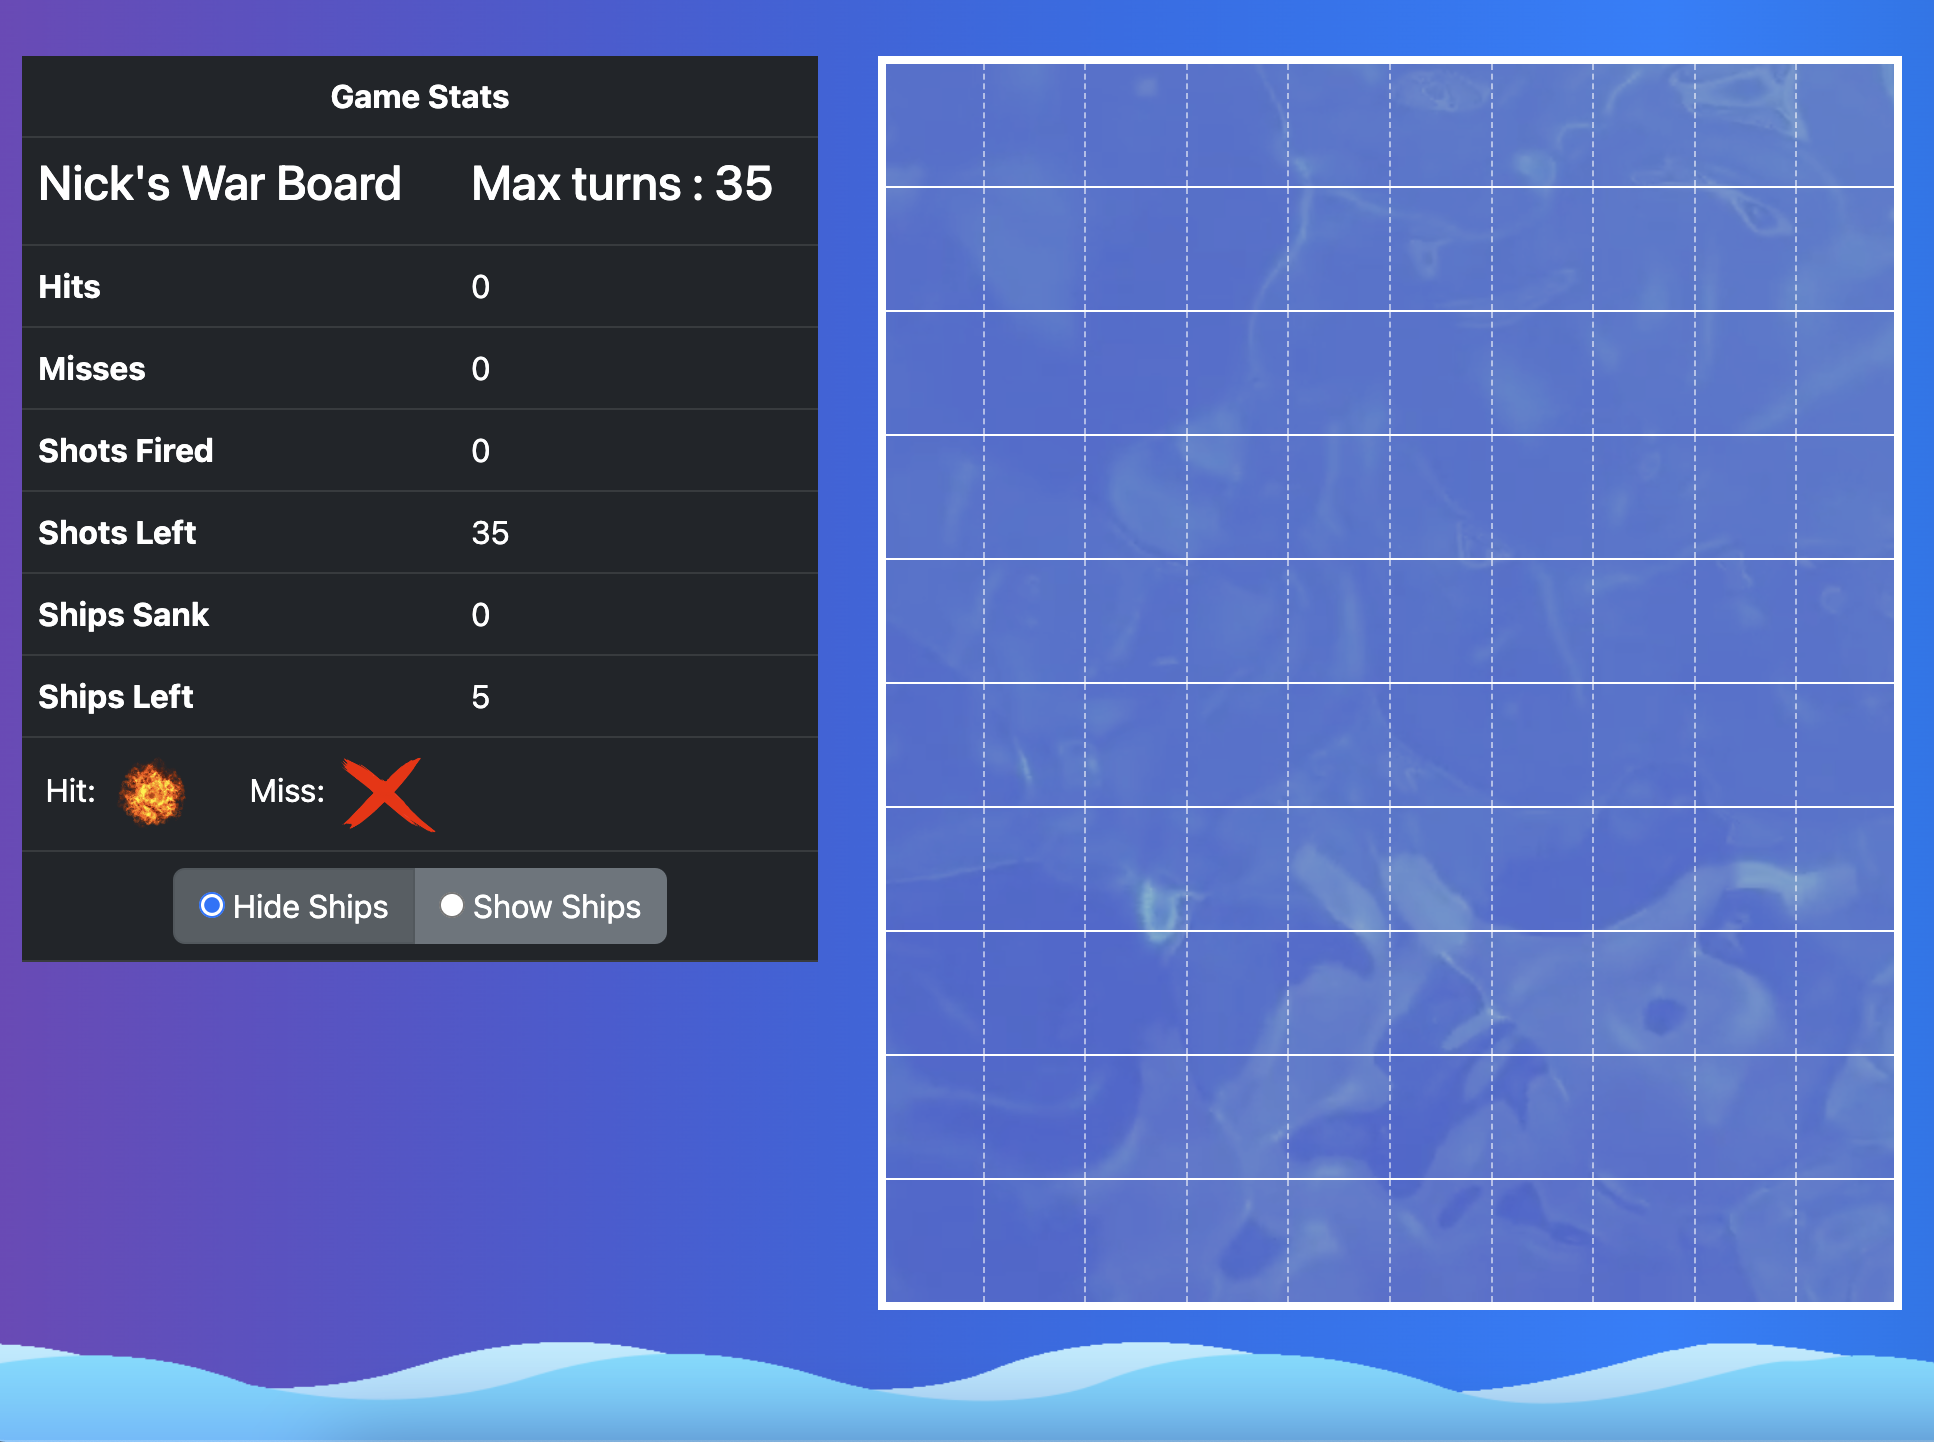 Game Stats
Nick's War Board Max turns : 35
Hits 0
Misses 0
Shots Fired 0
Shots Left 35
Ships Sank 0
Ships Left 5
Hit: Miss:
Hide Ships Show Ships